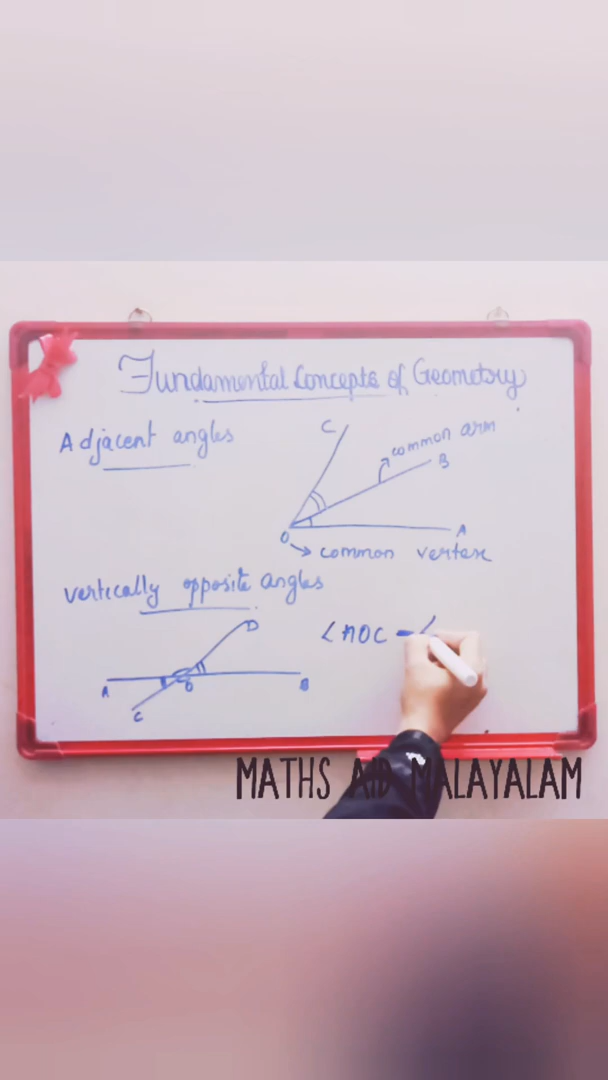 Fundamental Concepts of Geometry
Adjacent angles
C
common arm
B
A
O
common vertex
vertically opposite angles
D
∠AOC = ∠
A
O
B
C
MATHS AID MALAYALAM